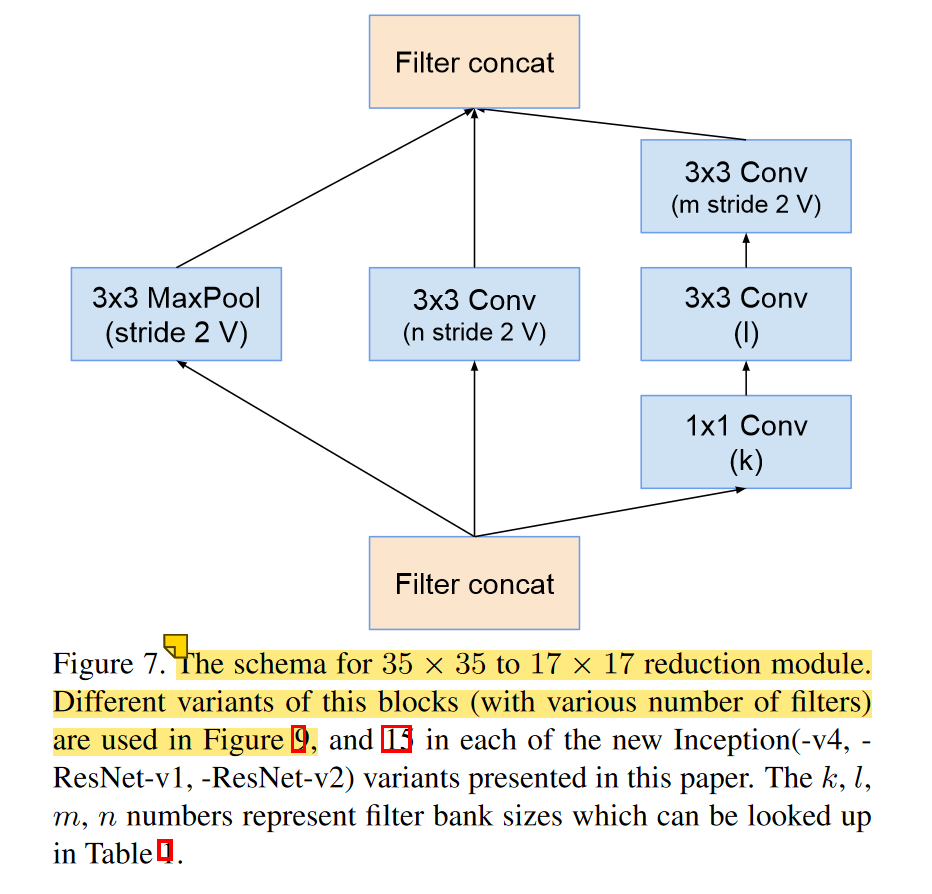 Filter concat
3x3 Conv
(m stride 2 V)
3x3 MaxPool
(stride 2 V)
3x3 Conv
(n stride 2 V)
3x3 Conv
(l)
1x1 Conv
(k)
Filter concat
Figure 7. The schema for 35 × 35 to 17 × 17 reduction module.
Different variants of this blocks (with various number of filters)
are used in Figure 9, and 15 in each of the new Inception(-v4, -
ResNet-v1, -ResNet-v2) variants presented in this paper. The k, l,
m, n numbers represent filter bank sizes which can be looked up
in Table 1.